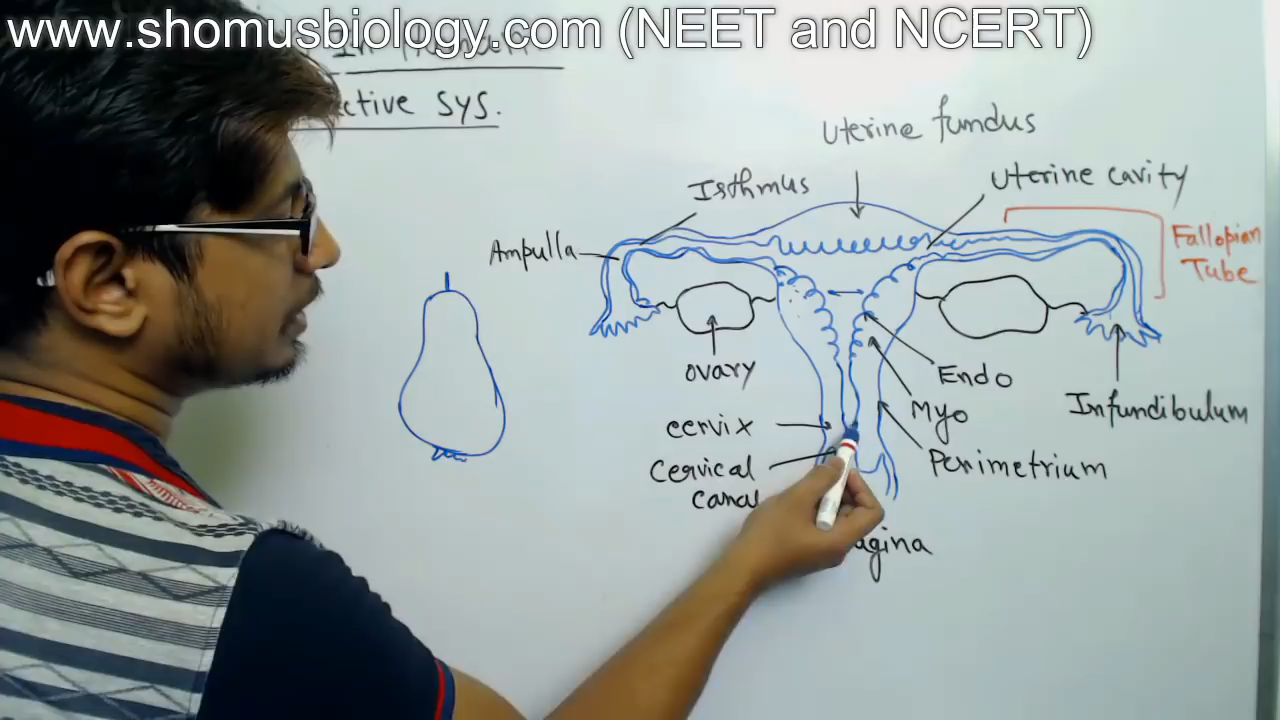 www.shomusbiology.com (NEET and NCERT)
sys.
Uterine fundus
Isthmus
Uterine cavity
Ampulla
Fallopian
Tube
ovary
Endo
Myo
Infundibulum
cervix
Perimetrium
Cervical
canal
agina